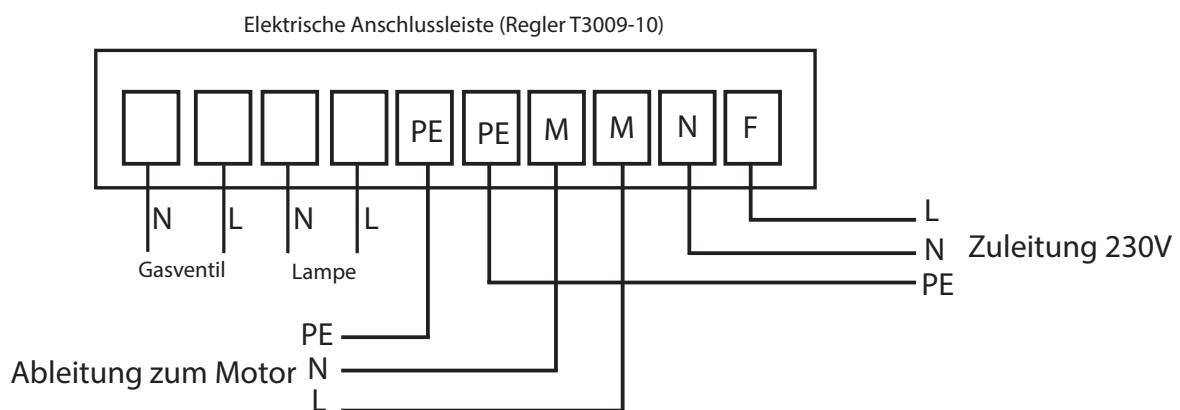 Elektrische Anschlussleiste (Regler T3009-10)
PE PE M M N F
N L N L
Gasventil Lampe
L
N Zuleitung 230V
PE
PE
Ableitung zum Motor N
L